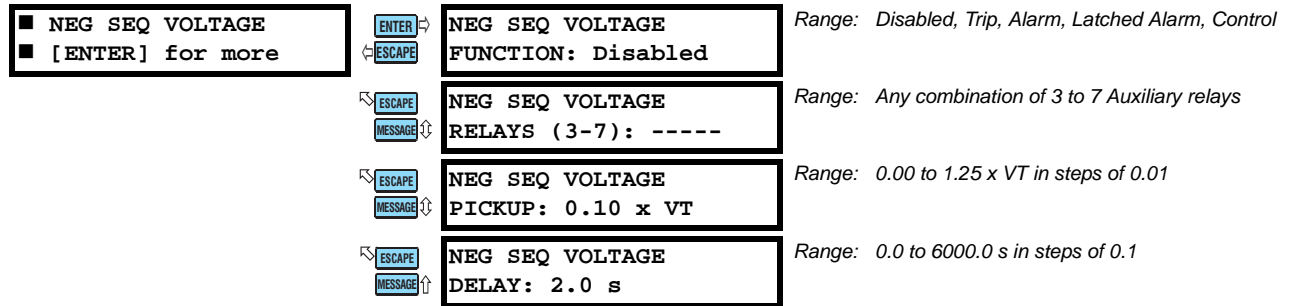 ■ NEG SEQ VOLTAGE
■ [ENTER] for more
ENTER
ESCAPE
NEG SEQ VOLTAGE
FUNCTION: Disabled
Range: Disabled, Trip, Alarm, Latched Alarm, Control
ESCAPE
MESSAGE
NEG SEQ VOLTAGE
RELAYS (3-7): -----
Range: Any combination of 3 to 7 Auxiliary relays
ESCAPE
MESSAGE
NEG SEQ VOLTAGE
PICKUP: 0.10 x VT
Range: 0.00 to 1.25 x VT in steps of 0.01
ESCAPE
MESSAGE
NEG SEQ VOLTAGE
DELAY: 2.0 s
Range: 0.0 to 6000.0 s in steps of 0.1